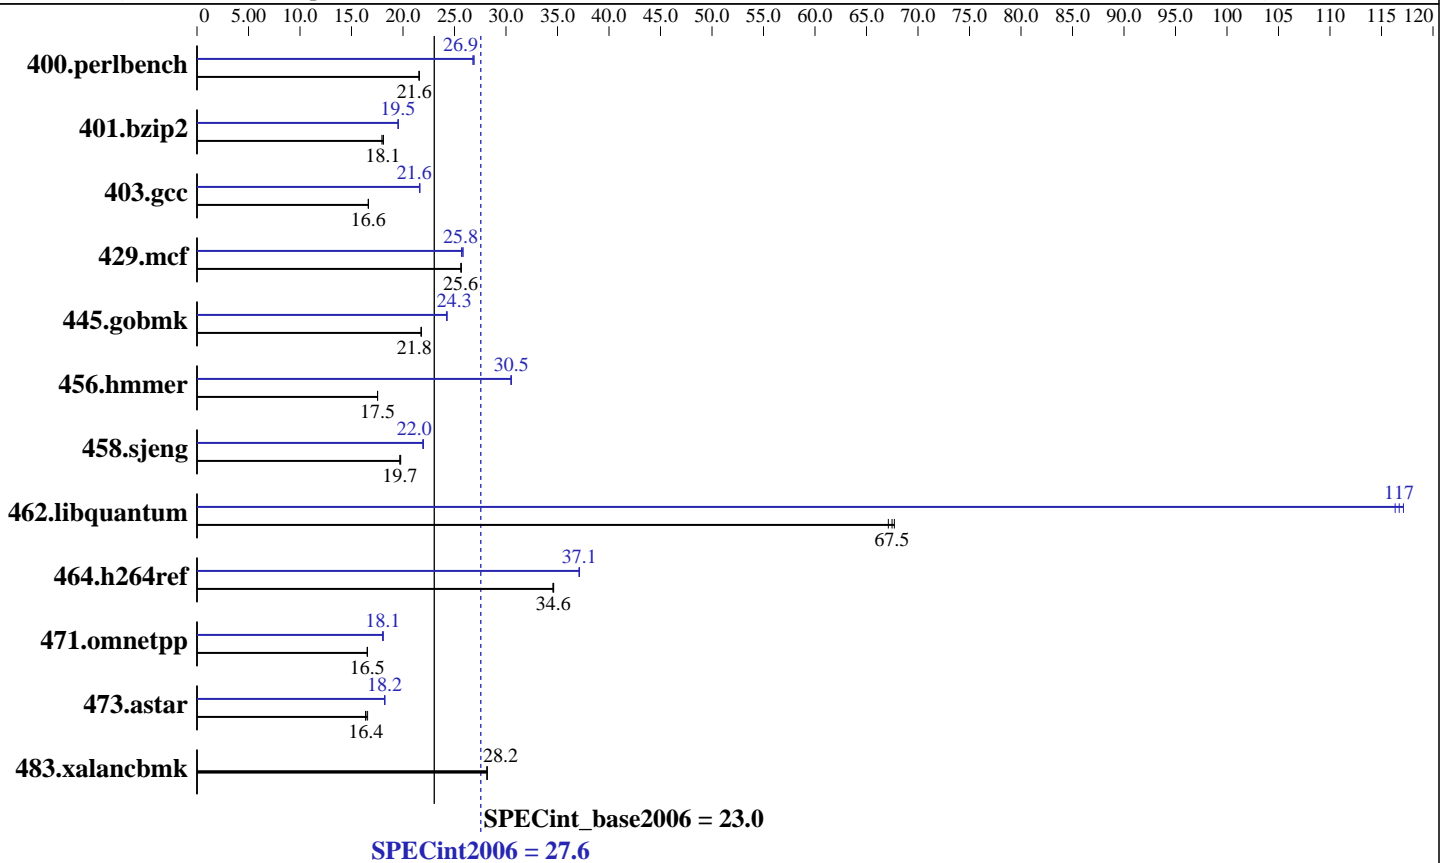 0 5.00 10.0 15.0 20.0 25.0 30.0 35.0 40.0 45.0 50.0 55.0 60.0 65.0 70.0 75.0 80.0 85.0 90.0 95.0 100 105 110 115 120
26.9
400.perlbench
21.6
19.5
401.bzip2
18.1
21.6
403.gcc
16.6
25.8
429.mcf
25.6
24.3
445.gobmk
21.8
30.5
456.hmmer
17.5
22.0
458.sjeng
19.7
117
462.libquantum
67.5
37.1
464.h264ref
34.6
18.1
471.omnetpp
16.5
18.2
473.astar
16.4
28.2
483.xalancbmk
SPECint_base2006 = 23.0
SPECint2006 = 27.6